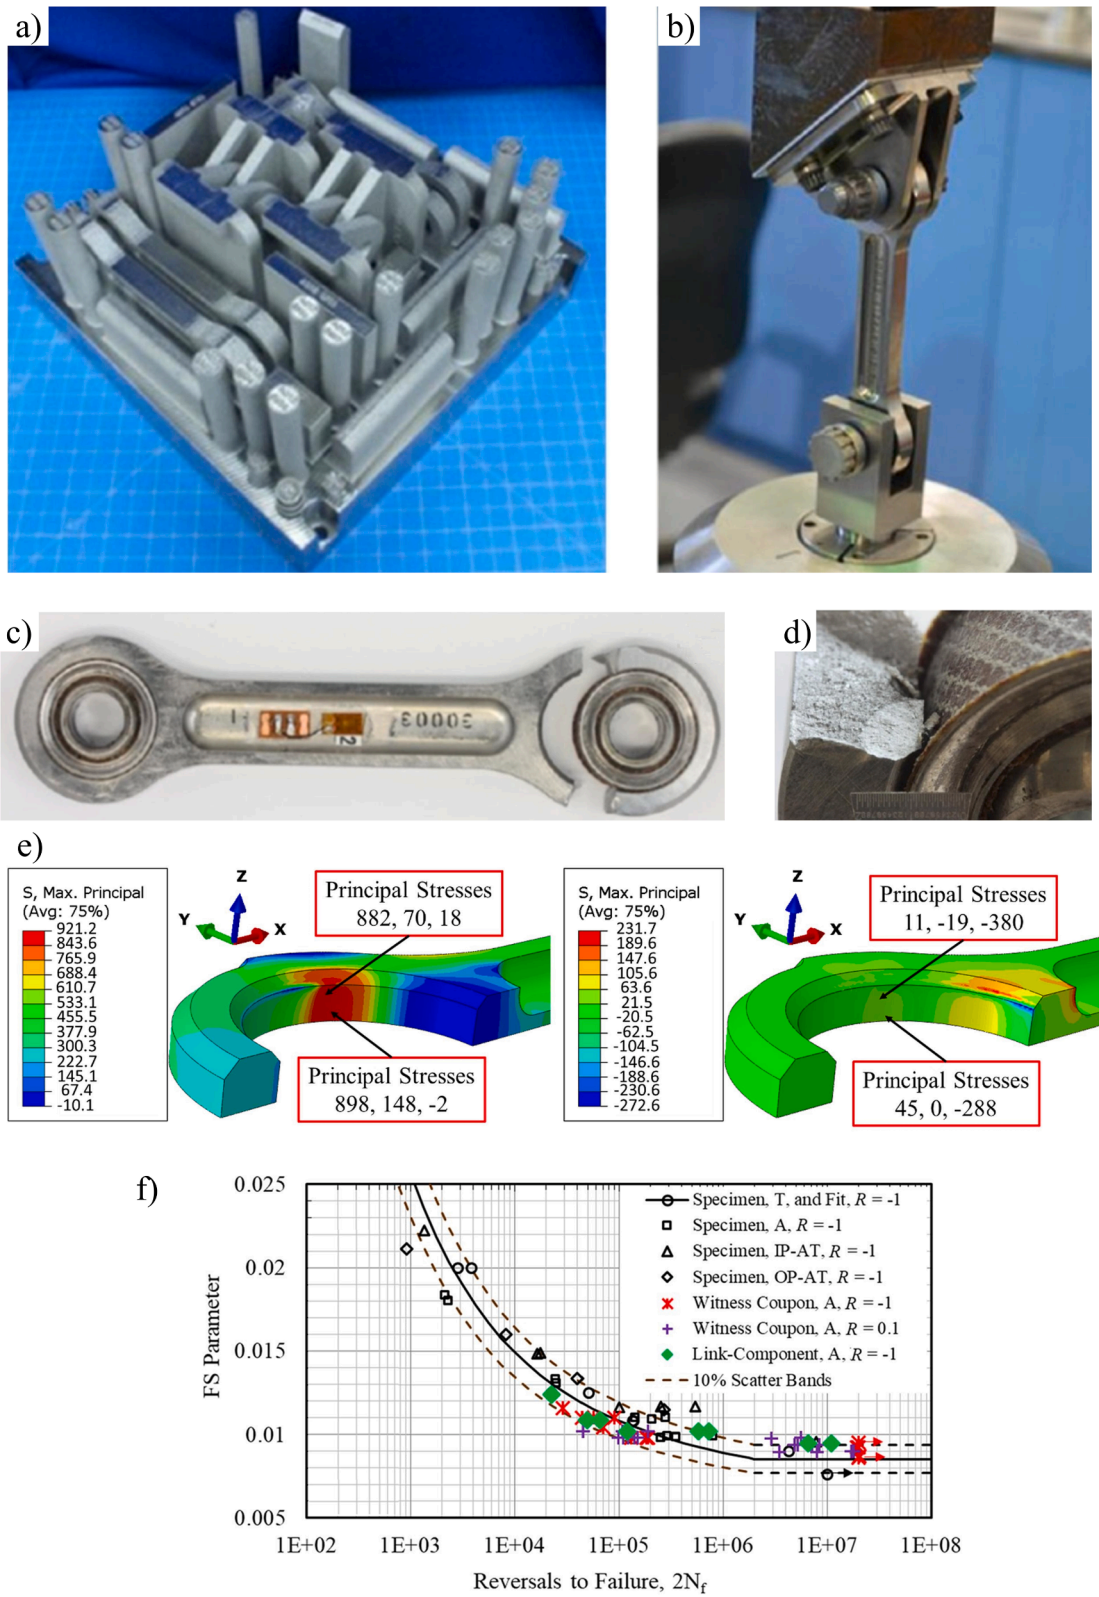 a)
b)
c)
30003
2
d)
e)
S, Max. Principal
(Avg: 75%)
921.2
843.6
765.9
688.4
610.7
533.1
455.5
377.9
300.3
222.7
145.1
67.4
-10.1
Z
Y
X
Principal Stresses
882, 70, 18
Principal Stresses
898, 148, -2
S, Max. Principal
(Avg: 75%)
231.7
189.6
147.6
105.6
63.6
21.5
-20.5
-62.5
-104.5
-146.6
-188.6
-230.6
-272.6
Z
Y
X
Principal Stresses
11, -19, -380
Principal Stresses
45, 0, -288
f)
FS Parameter
0.025
0.02
0.015
0.01
0.005
Specimen, T, and Fit, R = -1
Specimen, A, R = -1
Specimen, IP-AT, R = -1
Specimen, OP-AT, R = -1
Witness Coupon, A, R = -1
Witness Coupon, A, R = 0.1
Link-Component, A, R = -1
10% Scatter Bands
1E+02 1E+03 1E+04 1E+05 1E+06 1E+07 1E+08
Reversals to Failure, 2Nf